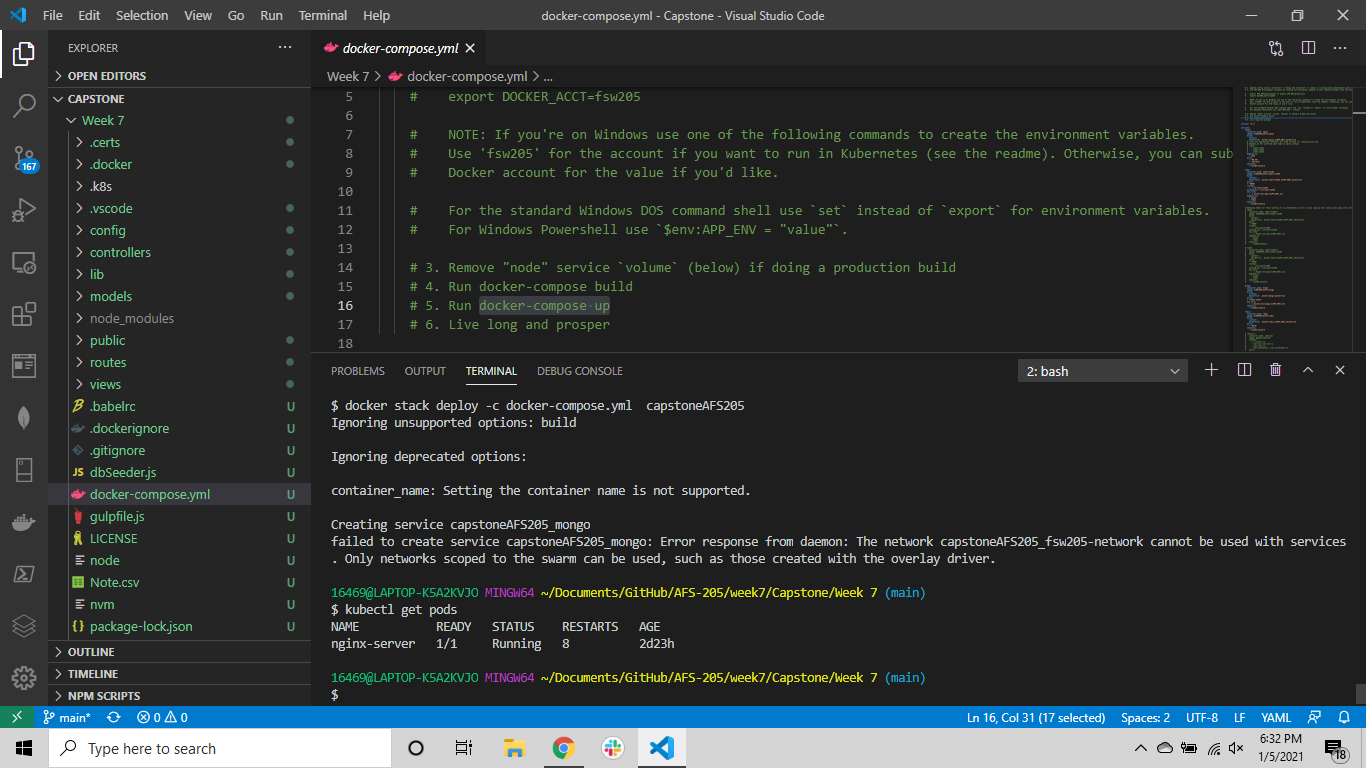 File Edit Selection View Go Run Terminal Help docker-compose.yml - Capstone - Visual Studio Code
EXPLORER
docker-compose.yml
OPEN EDITORS
Week 7 > docker-compose.yml > ...
CAPSTONE
Week 7
.certs
.docker
.k8s
.vscode
config
controllers
lib
models
node_modules
public
routes
views
.babelrc U
.dockerignore U
.gitignore U
dbSeeder.js U
docker-compose.yml U
gulpfile.js U
LICENSE U
node U
Note.csv U
nvm U
package-lock.json U
OUTLINE
TIMELINE
NPM SCRIPTS
167
JS
5 # export DOCKER_ACCT=fsw205
6
7 # NOTE: If you're on Windows use one of the following commands to create the environment variables.
8 # Use 'fsw205' for the account if you want to run in Kubernetes (see the readme). Otherwise, you can sub
9 # Docker account for the value if you'd like.
10
11 # For the standard Windows DOS command shell use `set` instead of `export` for environment variables.
12 # For Windows Powershell use `$env:APP_ENV = "value"`.
13
14 # 3. Remove "node" service `volume` (below) if doing a production build
15 # 4. Run docker-compose build
16 # 5. Run docker-compose up
17 # 6. Live long and prosper
18
PROBLEMS OUTPUT TERMINAL DEBUG CONSOLE 2: bash
$ docker stack deploy -c docker-compose.yml  capstoneAFS205
Ignoring unsupported options: build
Ignoring deprecated options:
container_name: Setting the container name is not supported.
Creating service capstoneAFS205_mongo
failed to create service capstoneAFS205_mongo: Error response from daemon: The network capstoneAFS205_fsw205-network cannot be used with services
. Only networks scoped to the swarm can be used, such as those created with the overlay driver.
16469@LAPTOP-K5A2KVJO MINGW64 ~/Documents/GitHub/AFS-205/week7/Capstone/Week 7 (main)
$ kubectl get pods
NAME READY STATUS RESTARTS AGE
nginx-server 1/1 Running 8 2d23h
16469@LAPTOP-K5A2KVJO MINGW64 ~/Documents/GitHub/AFS-205/week7/Capstone/Week 7 (main)
$
main* 0 0 Ln 16, Col 31 (17 selected) Spaces: 2 UTF-8 LF YAML
Type here to search
6:32 PM
1/5/2021
18